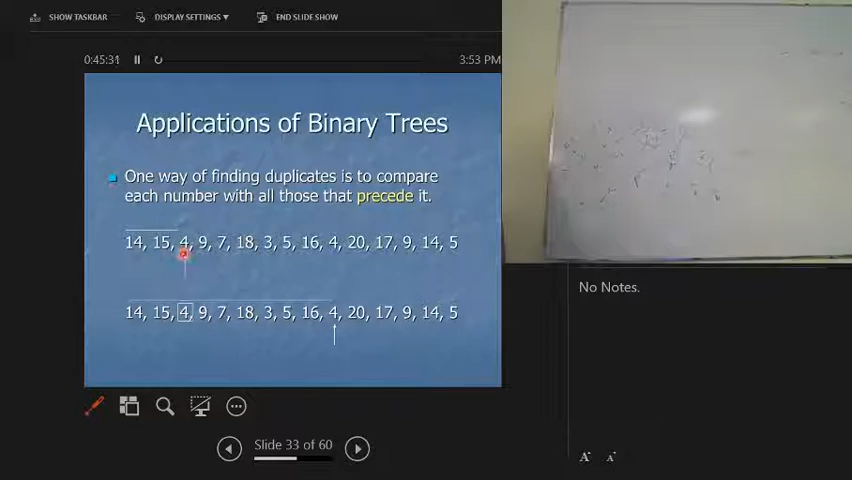 SHOW TASKBAR
DISPLAY SETTINGS ▾
END SLIDE SHOW
0:45:31
3:53 PM
Applications of Binary Trees
One way of finding duplicates is to compare
each number with all those that precede it.
14, 15, 4, 9, 7, 18, 3, 5, 16, 4, 20, 17, 9, 14, 5
14, 15, 4, 9, 7, 18, 3, 5, 16, 4, 20, 17, 9, 14, 5
No Notes.
Slide 33 of 60
A A